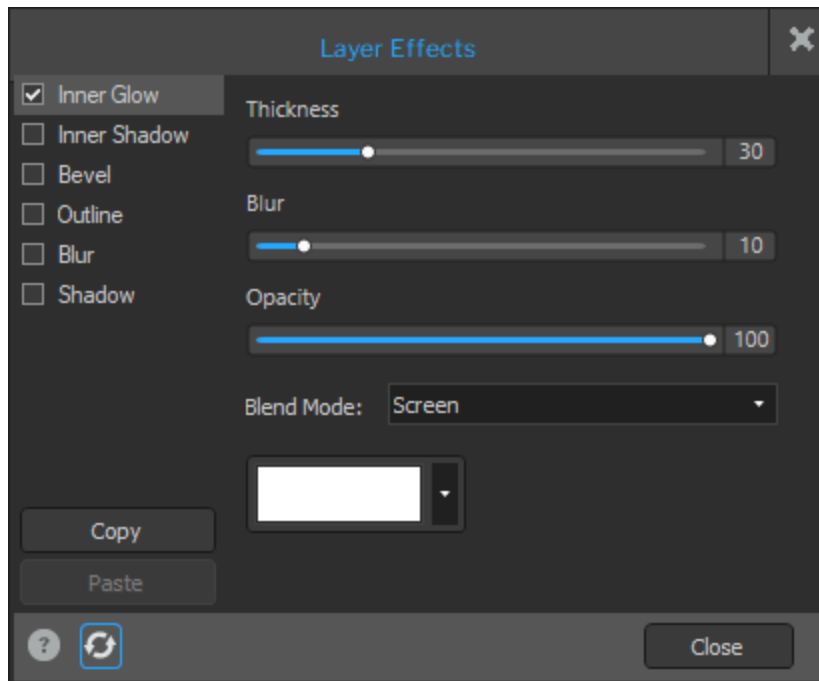 Layer Effects
Inner Glow
Inner Shadow
Bevel
Outline
Blur
Shadow
Copy
Paste
Thickness
30
Blur
10
Opacity
100
Blend Mode: Screen
?
Close